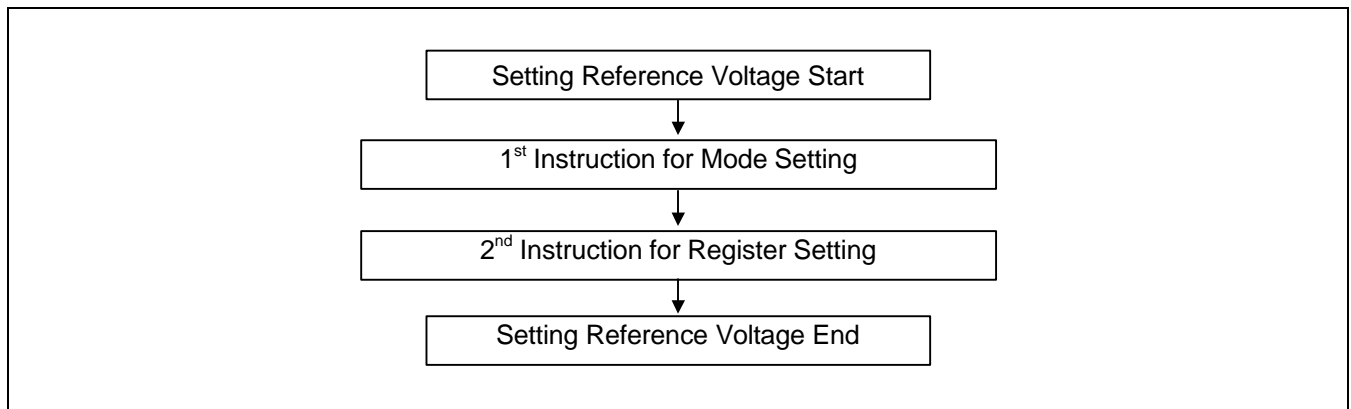 Setting Reference Voltage Start
1st Instruction for Mode Setting
2nd Instruction for Register Setting
Setting Reference Voltage End